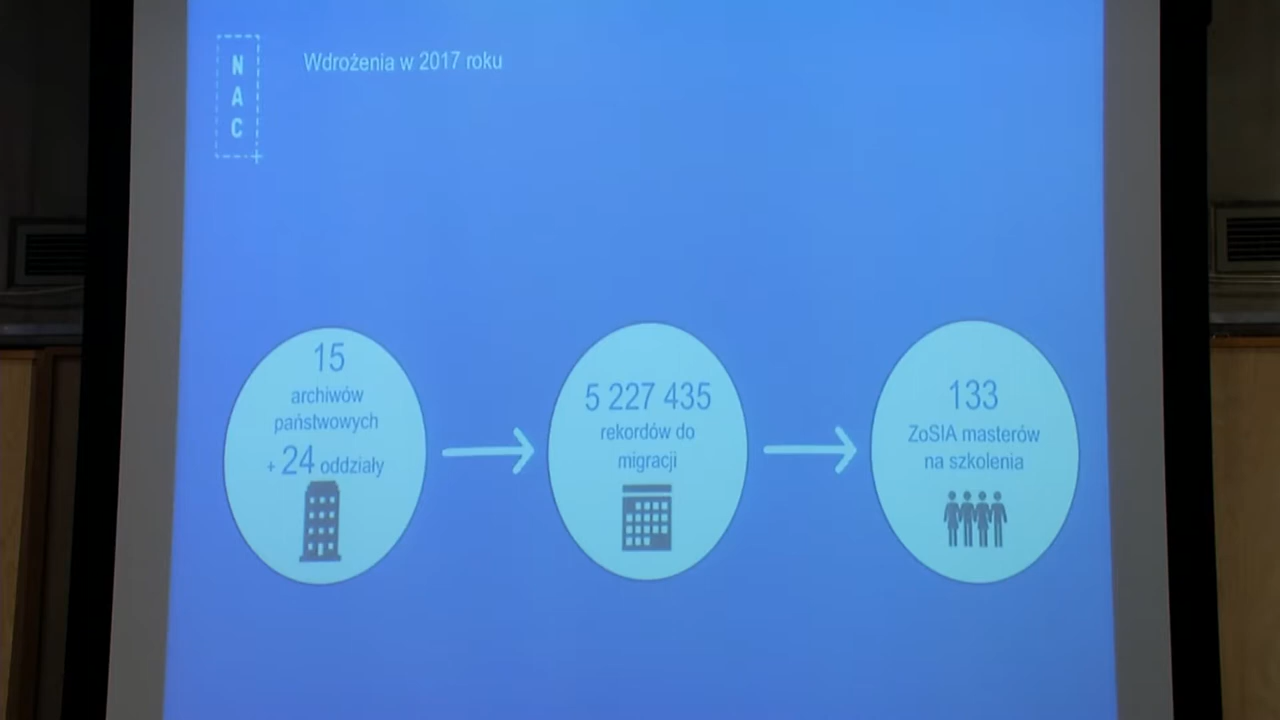 N
A
C
Wdrożenia w 2017 roku
15
archiwów
państwowych
+ 24 oddziały
5 227 435
rekordów do
migracji
133
ZoSIA masterów
na szkolenia